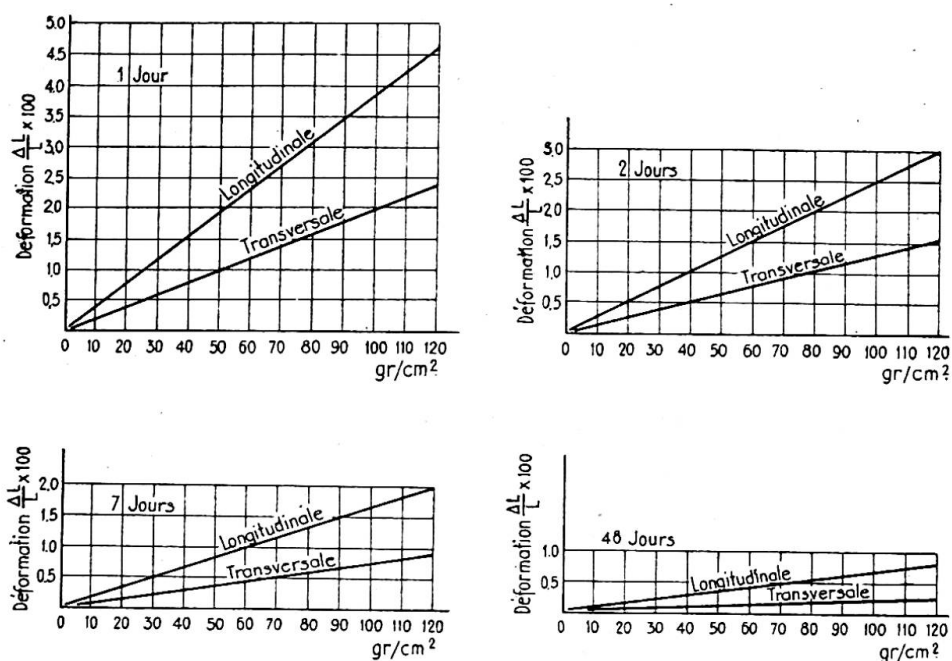 5.0
4.5
4.0
3.5
3.0
2.5
2.0
1.5
1.0
0,5
Déformation ΔL/L x 100
1 Jour
Longitudinale
Transversale
0 10 20 30 40 50 60 70 80 90 100 110 120
gr/cm²
3.0
2,5
2,0
1,5
1,0
0,5
Déformation ΔL/L x 100
2 Jours
Longitudinale
Transversale
0 10 20 30 40 50 60 70 80 90 100 110 120
gr/cm²
2.0
1.5
1.0
0.5
Déformation ΔL/L x 100
7 Jours
Longitudinale
Transversale
0 10 20 30 40 50 60 70 80 90 100 110 120
gr/cm²
1.0
0.5
0
Déformation ΔL/L x 100
48 Jours
Longitudinale
Transversale
10 20 30 40 50 60 70 80 90 100 110 120
gr/cm²